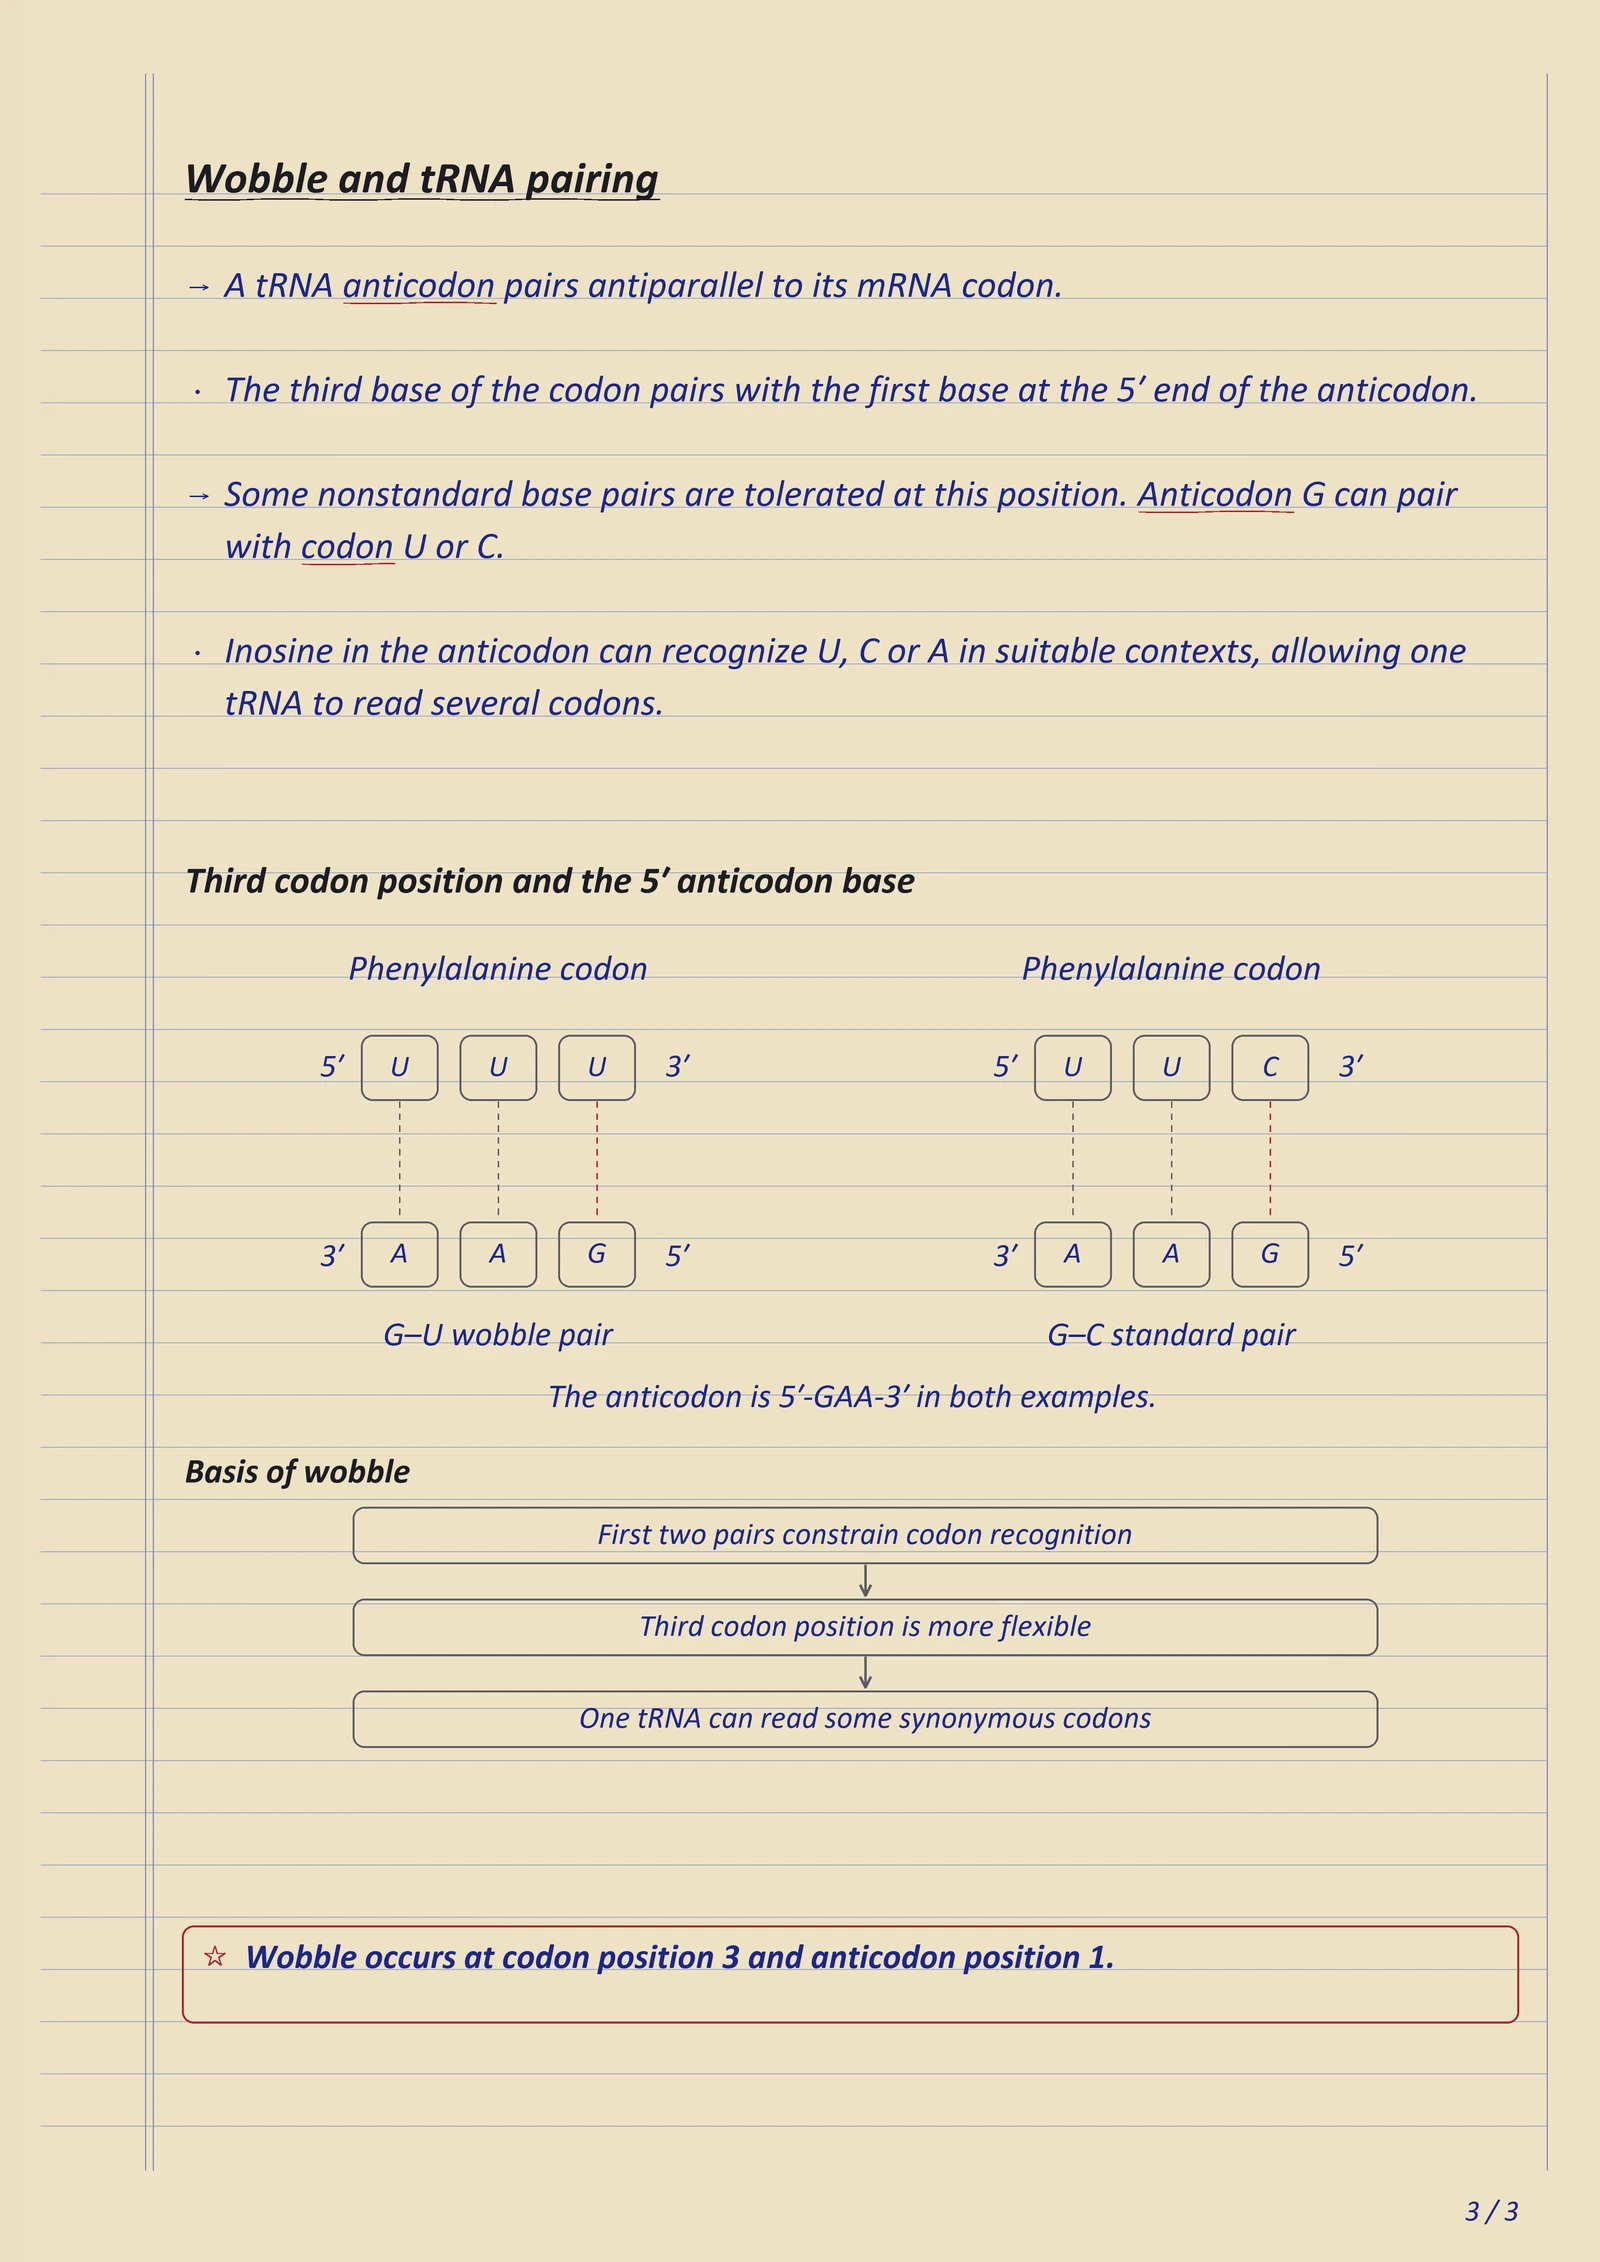 Wobble and tRNA pairing
→ A tRNA anticodon pairs antiparallel to its mRNA codon.
· The third base of the codon pairs with the first base at the 5′ end of the anticodon.
→ Some nonstandard base pairs are tolerated at this position. Anticodon G can pair
with codon U or C.
· Inosine in the anticodon can recognize U, C or A in suitable contexts, allowing one
tRNA to read several codons.
Third codon position and the 5′ anticodon base
Phenylalanine codon Phenylalanine codon
5′ U U U 3′ 5′ U U C 3′
3′ A A G 5′ 3′ A A G 5′
G–U wobble pair G–C standard pair
The anticodon is 5′-GAA-3′ in both examples.
Basis of wobble
First two pairs constrain codon recognition
Third codon position is more flexible
One tRNA can read some synonymous codons
☆ Wobble occurs at codon position 3 and anticodon position 1.
3 / 3